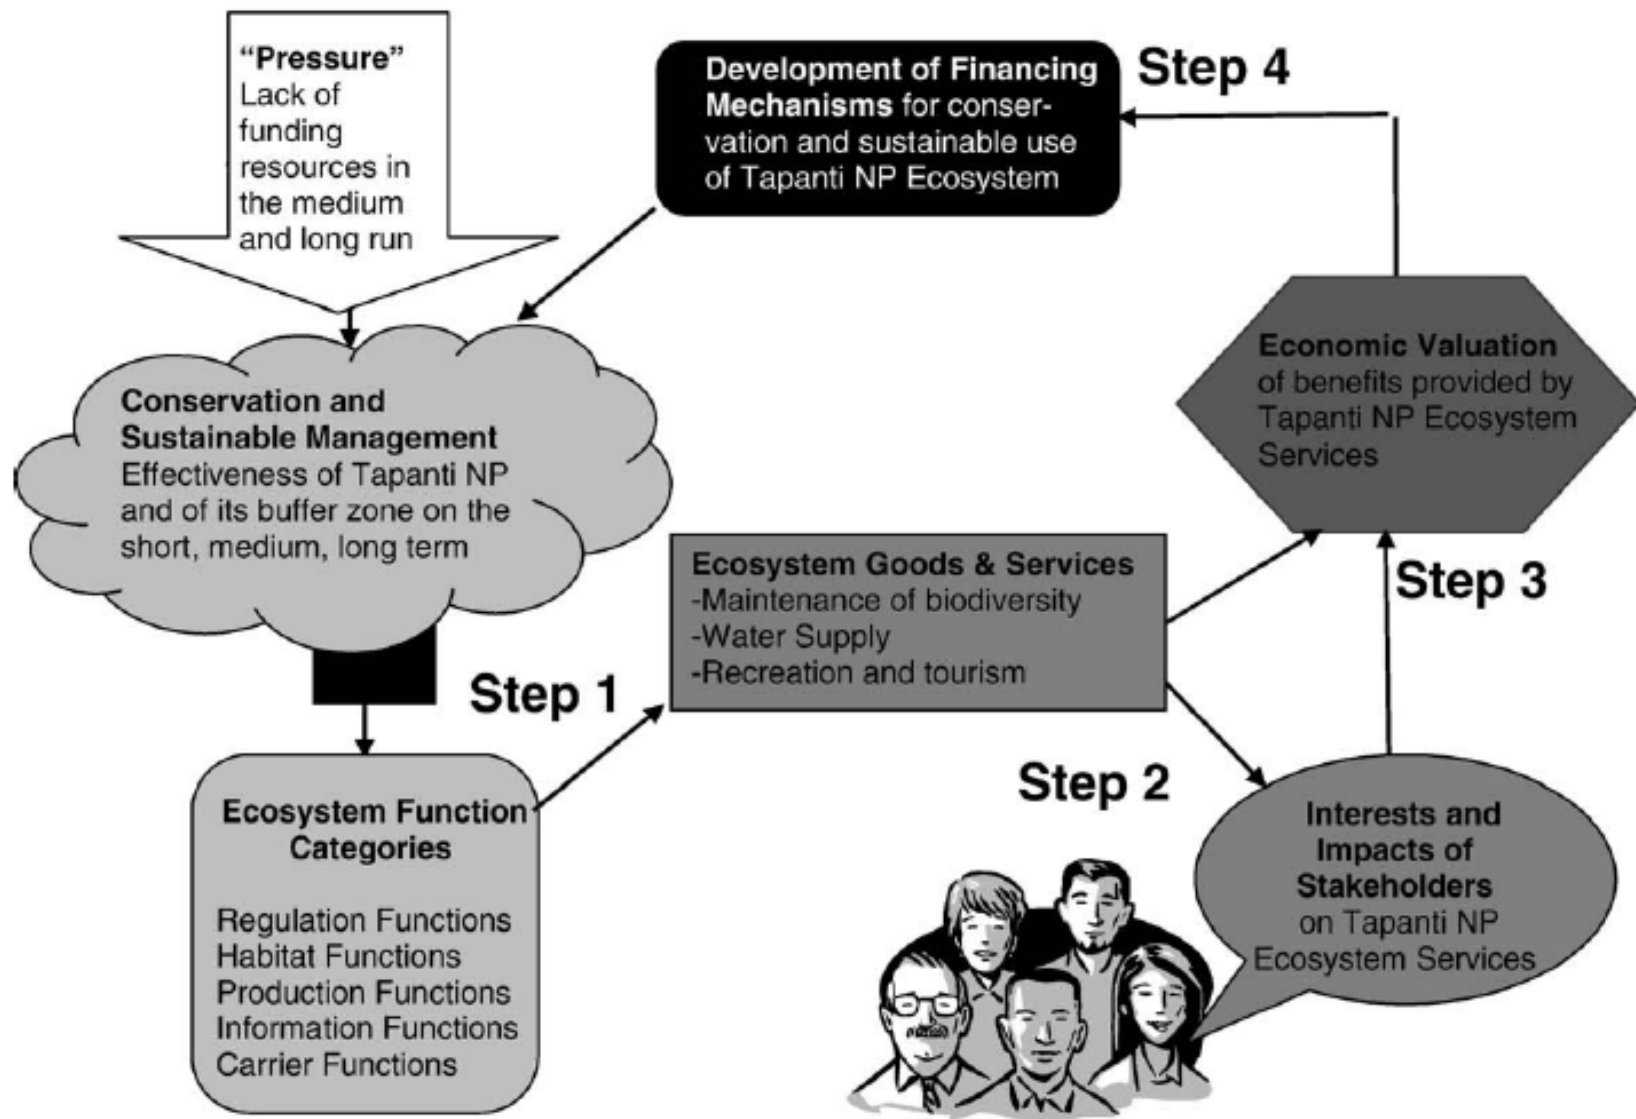 “Pressure”
Lack of
funding
resources in
the medium
and long run
Development of Financing
Mechanisms for conser-
vation and sustainable use
of Tapanti NP Ecosystem
Step 4
Conservation and
Sustainable Management
Effectiveness of Tapanti NP
and of its buffer zone on the
short, medium, long term
Economic Valuation
of benefits provided by
Tapanti NP Ecosystem
Services
Step 1
Ecosystem Goods & Services
-Maintenance of biodiversity
-Water Supply
-Recreation and tourism
Step 3
Step 2
Ecosystem Function
Categories
Regulation Functions
Habitat Functions
Production Functions
Information Functions
Carrier Functions
Interests and
Impacts of
Stakeholders
on Tapanti NP
Ecosystem Services